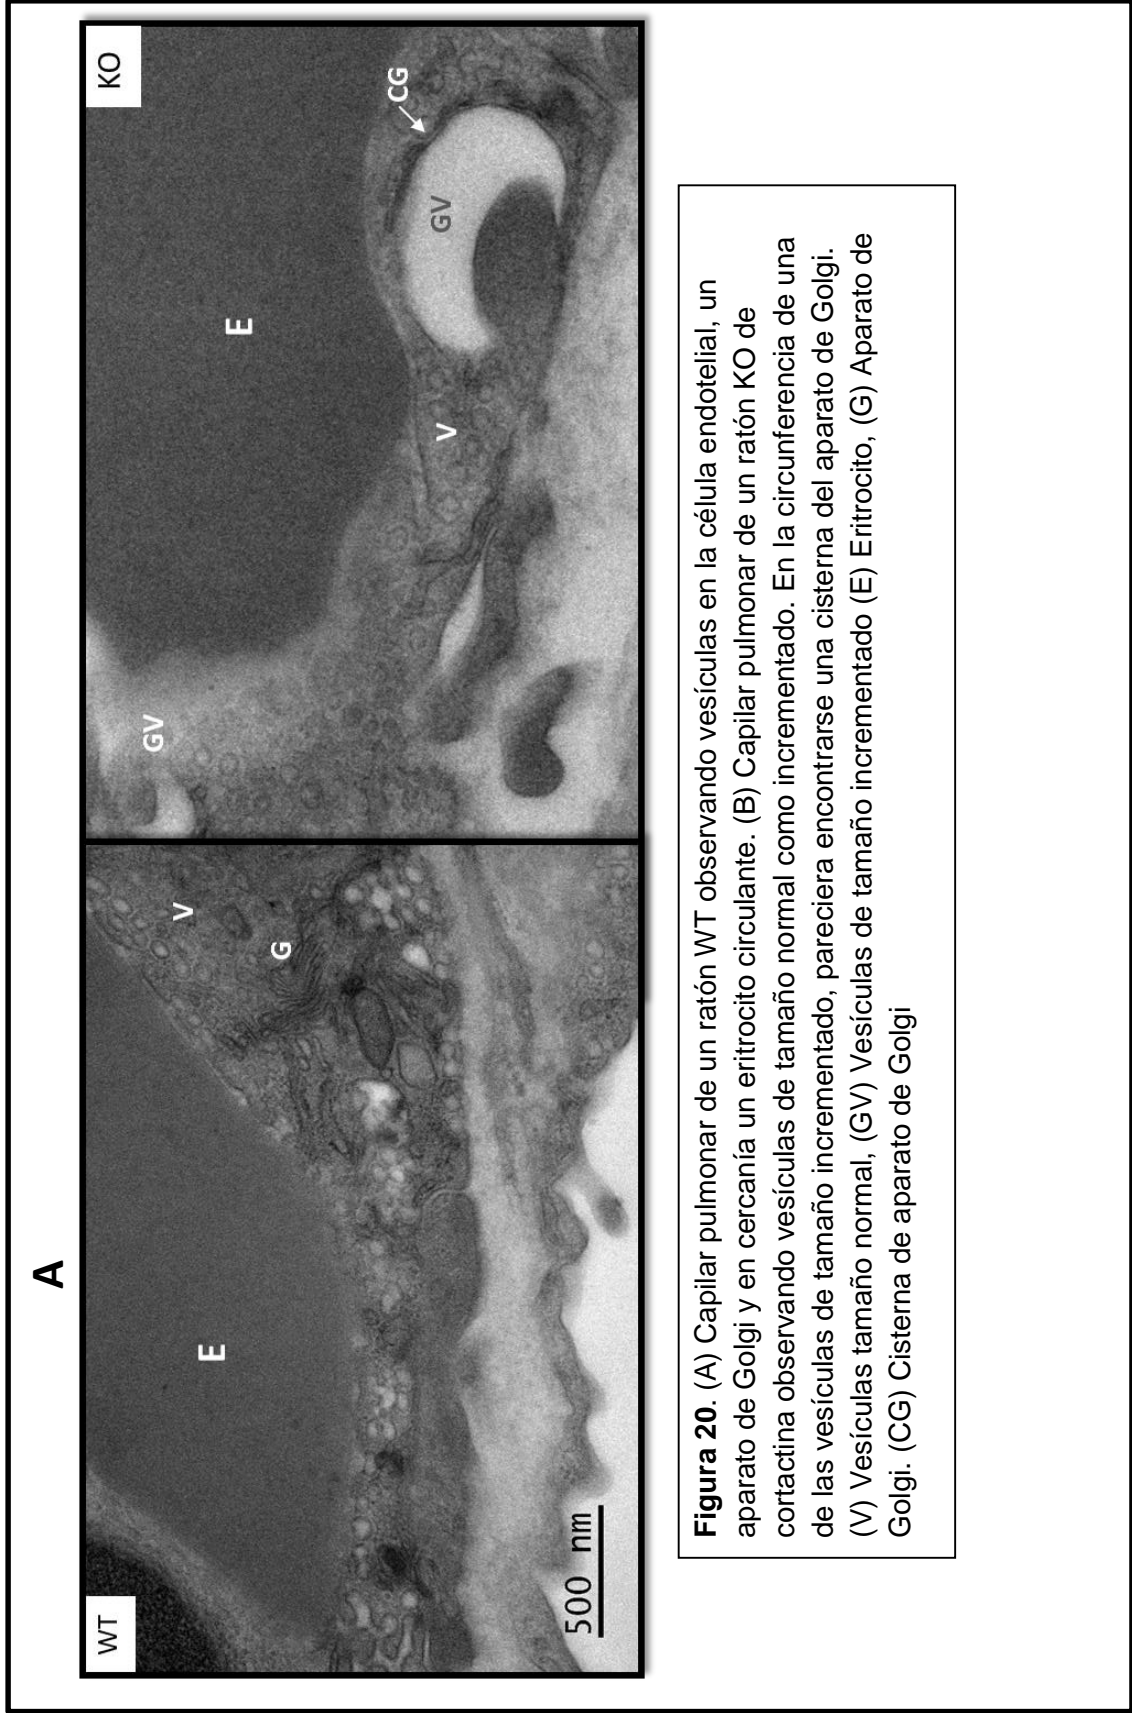 A
WT
E
V
G
500 nm
KO
GV
E
V
GV
CG
Figura 20. (A) Capilar pulmonar de un ratón WT observando vesículas en la célula endotelial, un
aparato de Golgi y en cercanía un eritrocito circulante. (B) Capilar pulmonar de un ratón KO de
cortactina observando vesículas de tamaño normal como incrementado. En la circunferencia de una
de las vesículas de tamaño incrementado, pareciera encontrarse una cisterna del aparato de Golgi.
(V) Vesículas tamaño normal, (GV) Vesículas de tamaño incrementado (E) Eritrocito, (G) Aparato de
Golgi. (CG) Cisterna de aparato de Golgi